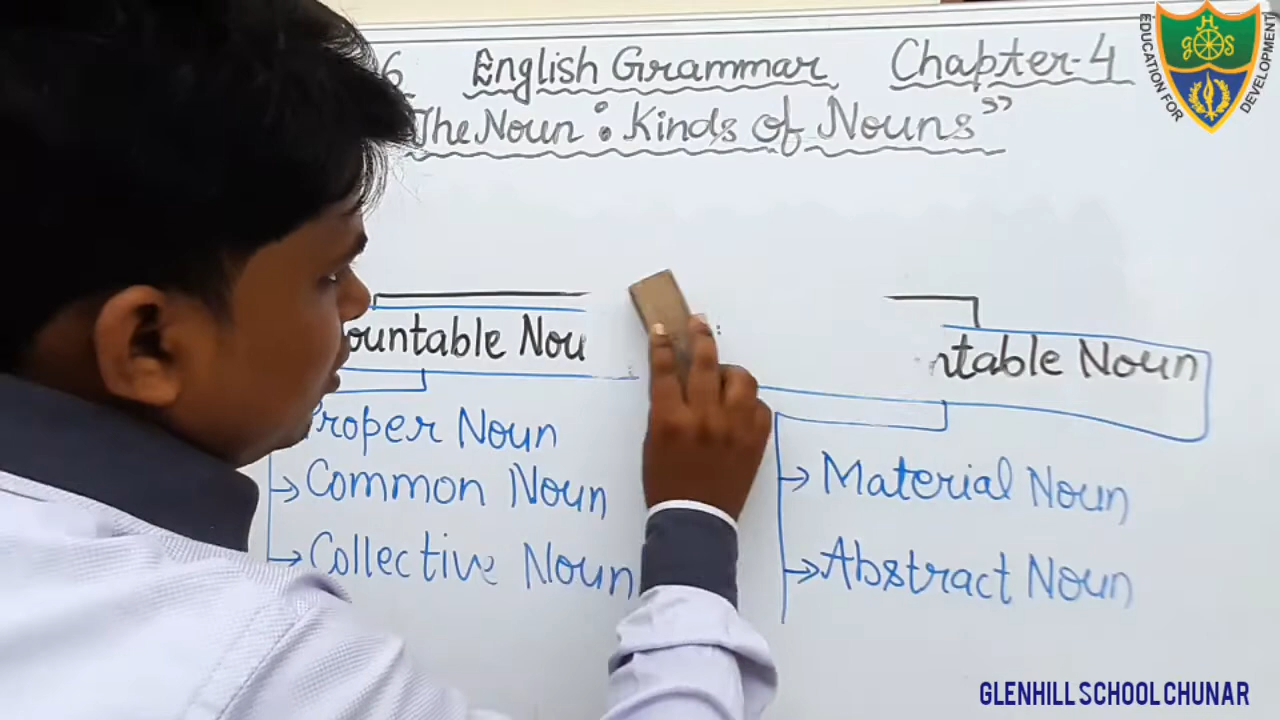 6 English Grammar Chapter-4
The Noun : Kinds of Nouns”
ountable Nou
ntable Noun
Proper Noun
Common Noun
Collective Noun
Material Noun
Abstract Noun
EDUCATION FOR DEVELOPMENT
G H S
GLENHILL SCHOOL CHUNAR